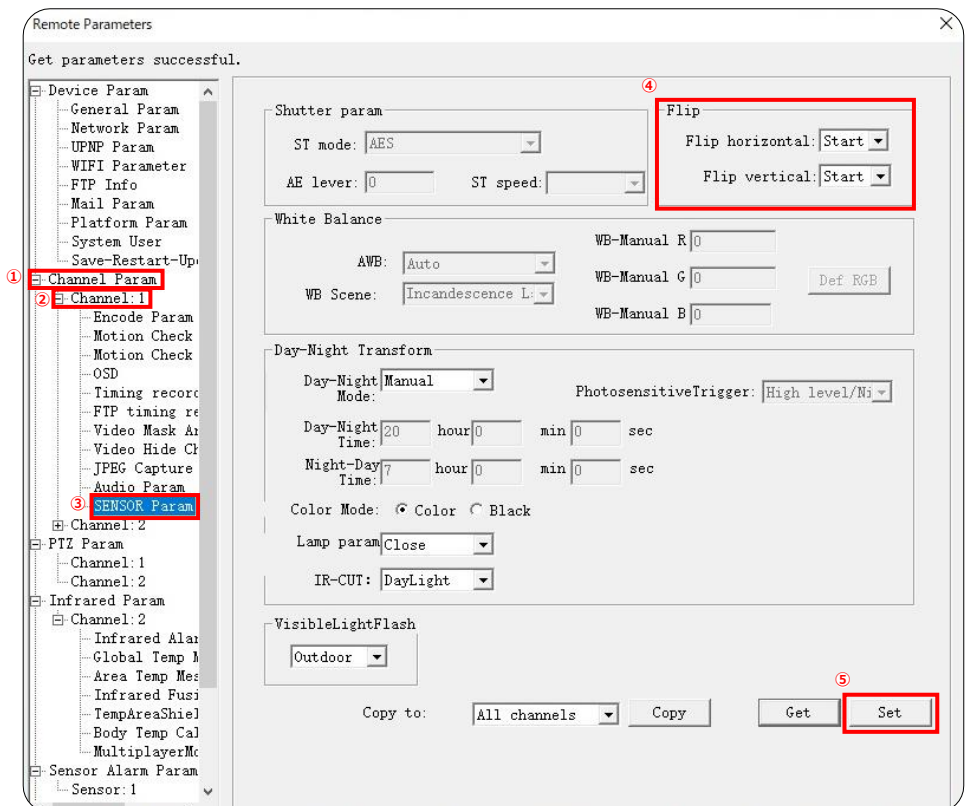 Remote Parameters
Get parameters successful.
Device Param
General Param
Network Param
UPNP Param
WIFI Parameter
FTP Info
Mail Param
Platform Param
System User
Save-Restart-Up
① Channel Param
② Channel:1
Encode Param
Motion Check
Motion Check
OSD
Timing record
FTP timing re
Video Mask Ar
Video Hide Ch
JPEG Capture
Audio Param
③ SENSOR Param
Channel:2
PTZ Param
Channel:1
Channel:2
Infrared Param
Channel:2
Infrared Alar
Global Temp M
Area Temp Mes
Infrared Fusi
TempAreaShiel
Body Temp Cal
MultiplayerMo
Sensor Alarm Param
Sensor:1
Shutter param
ST mode: AES
AE lever: 0 ST speed:
④
Flip
Flip horizontal: Start
Flip vertical: Start
White Balance
AWB: Auto
WB Scene: Incandescence L
WB-Manual R 0
WB-Manual G 0 Def RGB
WB-Manual B 0
Day-Night Transform
Day-Night Mode: Manual PhotosensitiveTrigger: High level/Ni
Day-Night Time: 20 hour 0 min 0 sec
Night-Day Time: 7 hour 0 min 0 sec
Color Mode: Color Black
Lamp param Close
IR-CUT: DayLight
VisibleLightFlash
Outdoor
⑤
Copy to: All channels Copy Get Set